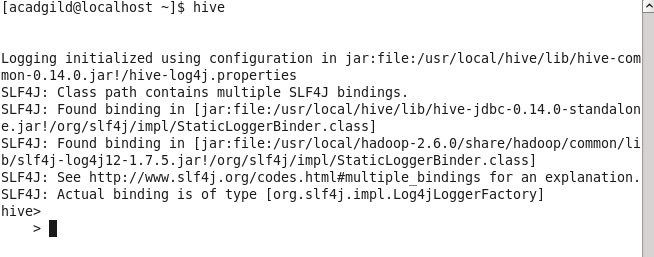 [acadgild@localhost ~]$ hive
Logging initialized using configuration in jar:file:/usr/local/hive/lib/hive-com
mon-0.14.0.jar!/hive-log4j.properties
SLF4J: Class path contains multiple SLF4J bindings.
SLF4J: Found binding in [jar:file:/usr/local/hive/lib/hive-jdbc-0.14.0-standalon
e.jar!/org/slf4j/impl/StaticLoggerBinder.class]
SLF4J: Found binding in [jar:file:/usr/local/hadoop-2.6.0/share/hadoop/common/li
b/slf4j-log4j12-1.7.5.jar!/org/slf4j/impl/StaticLoggerBinder.class]
SLF4J: See http://www.slf4j.org/codes.html#multiple_bindings for an explanation.
SLF4J: Actual binding is of type [org.slf4j.impl.Log4jLoggerFactory]
hive>
    >